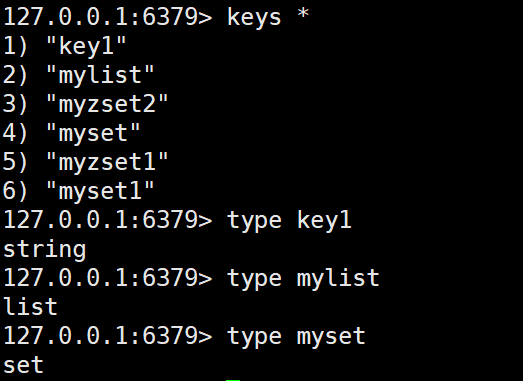 127.0.0.1:6379> keys *
1) "key1"
2) "mylist"
3) "myzset2"
4) "myset"
5) "myzset1"
6) "myset1"
127.0.0.1:6379> type key1
string
127.0.0.1:6379> type mylist
list
127.0.0.1:6379> type myset
set